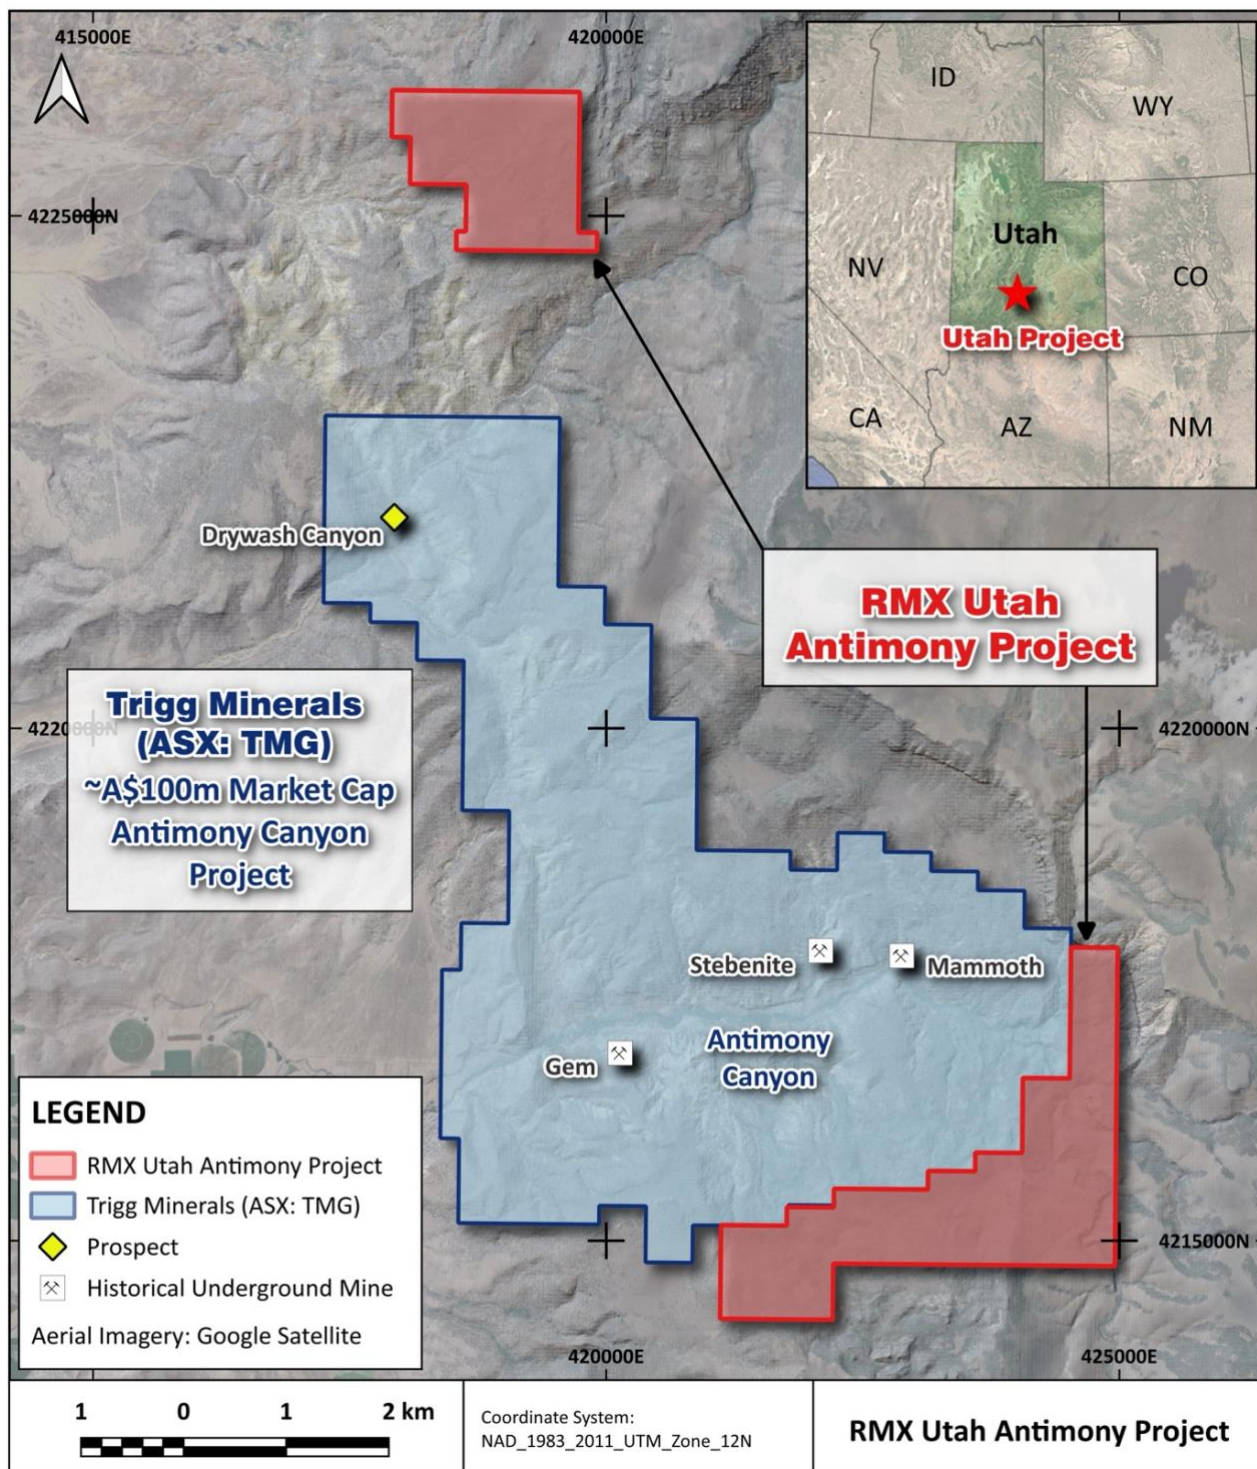 415000E
420000E
ID
WY
4225000N
Utah
NV
CO
Utah Project
CA
AZ
NM
Drywash Canyon
RMX Utah
Antimony Project
Trigg Minerals
(ASX: TMG)
~A$100m Market Cap
Antimony Canyon
Project
4220000N
4220000N
Stebenite
Mammoth
Antimony
Canyon
Gem
LEGEND
RMX Utah Antimony Project
Trigg Minerals (ASX: TMG)
Prospect
Historical Underground Mine
Aerial Imagery: Google Satellite
4215000N
420000E
425000E
1 0 1 2 km
Coordinate System:
NAD_1983_2011_UTM_Zone_12N
RMX Utah Antimony Project